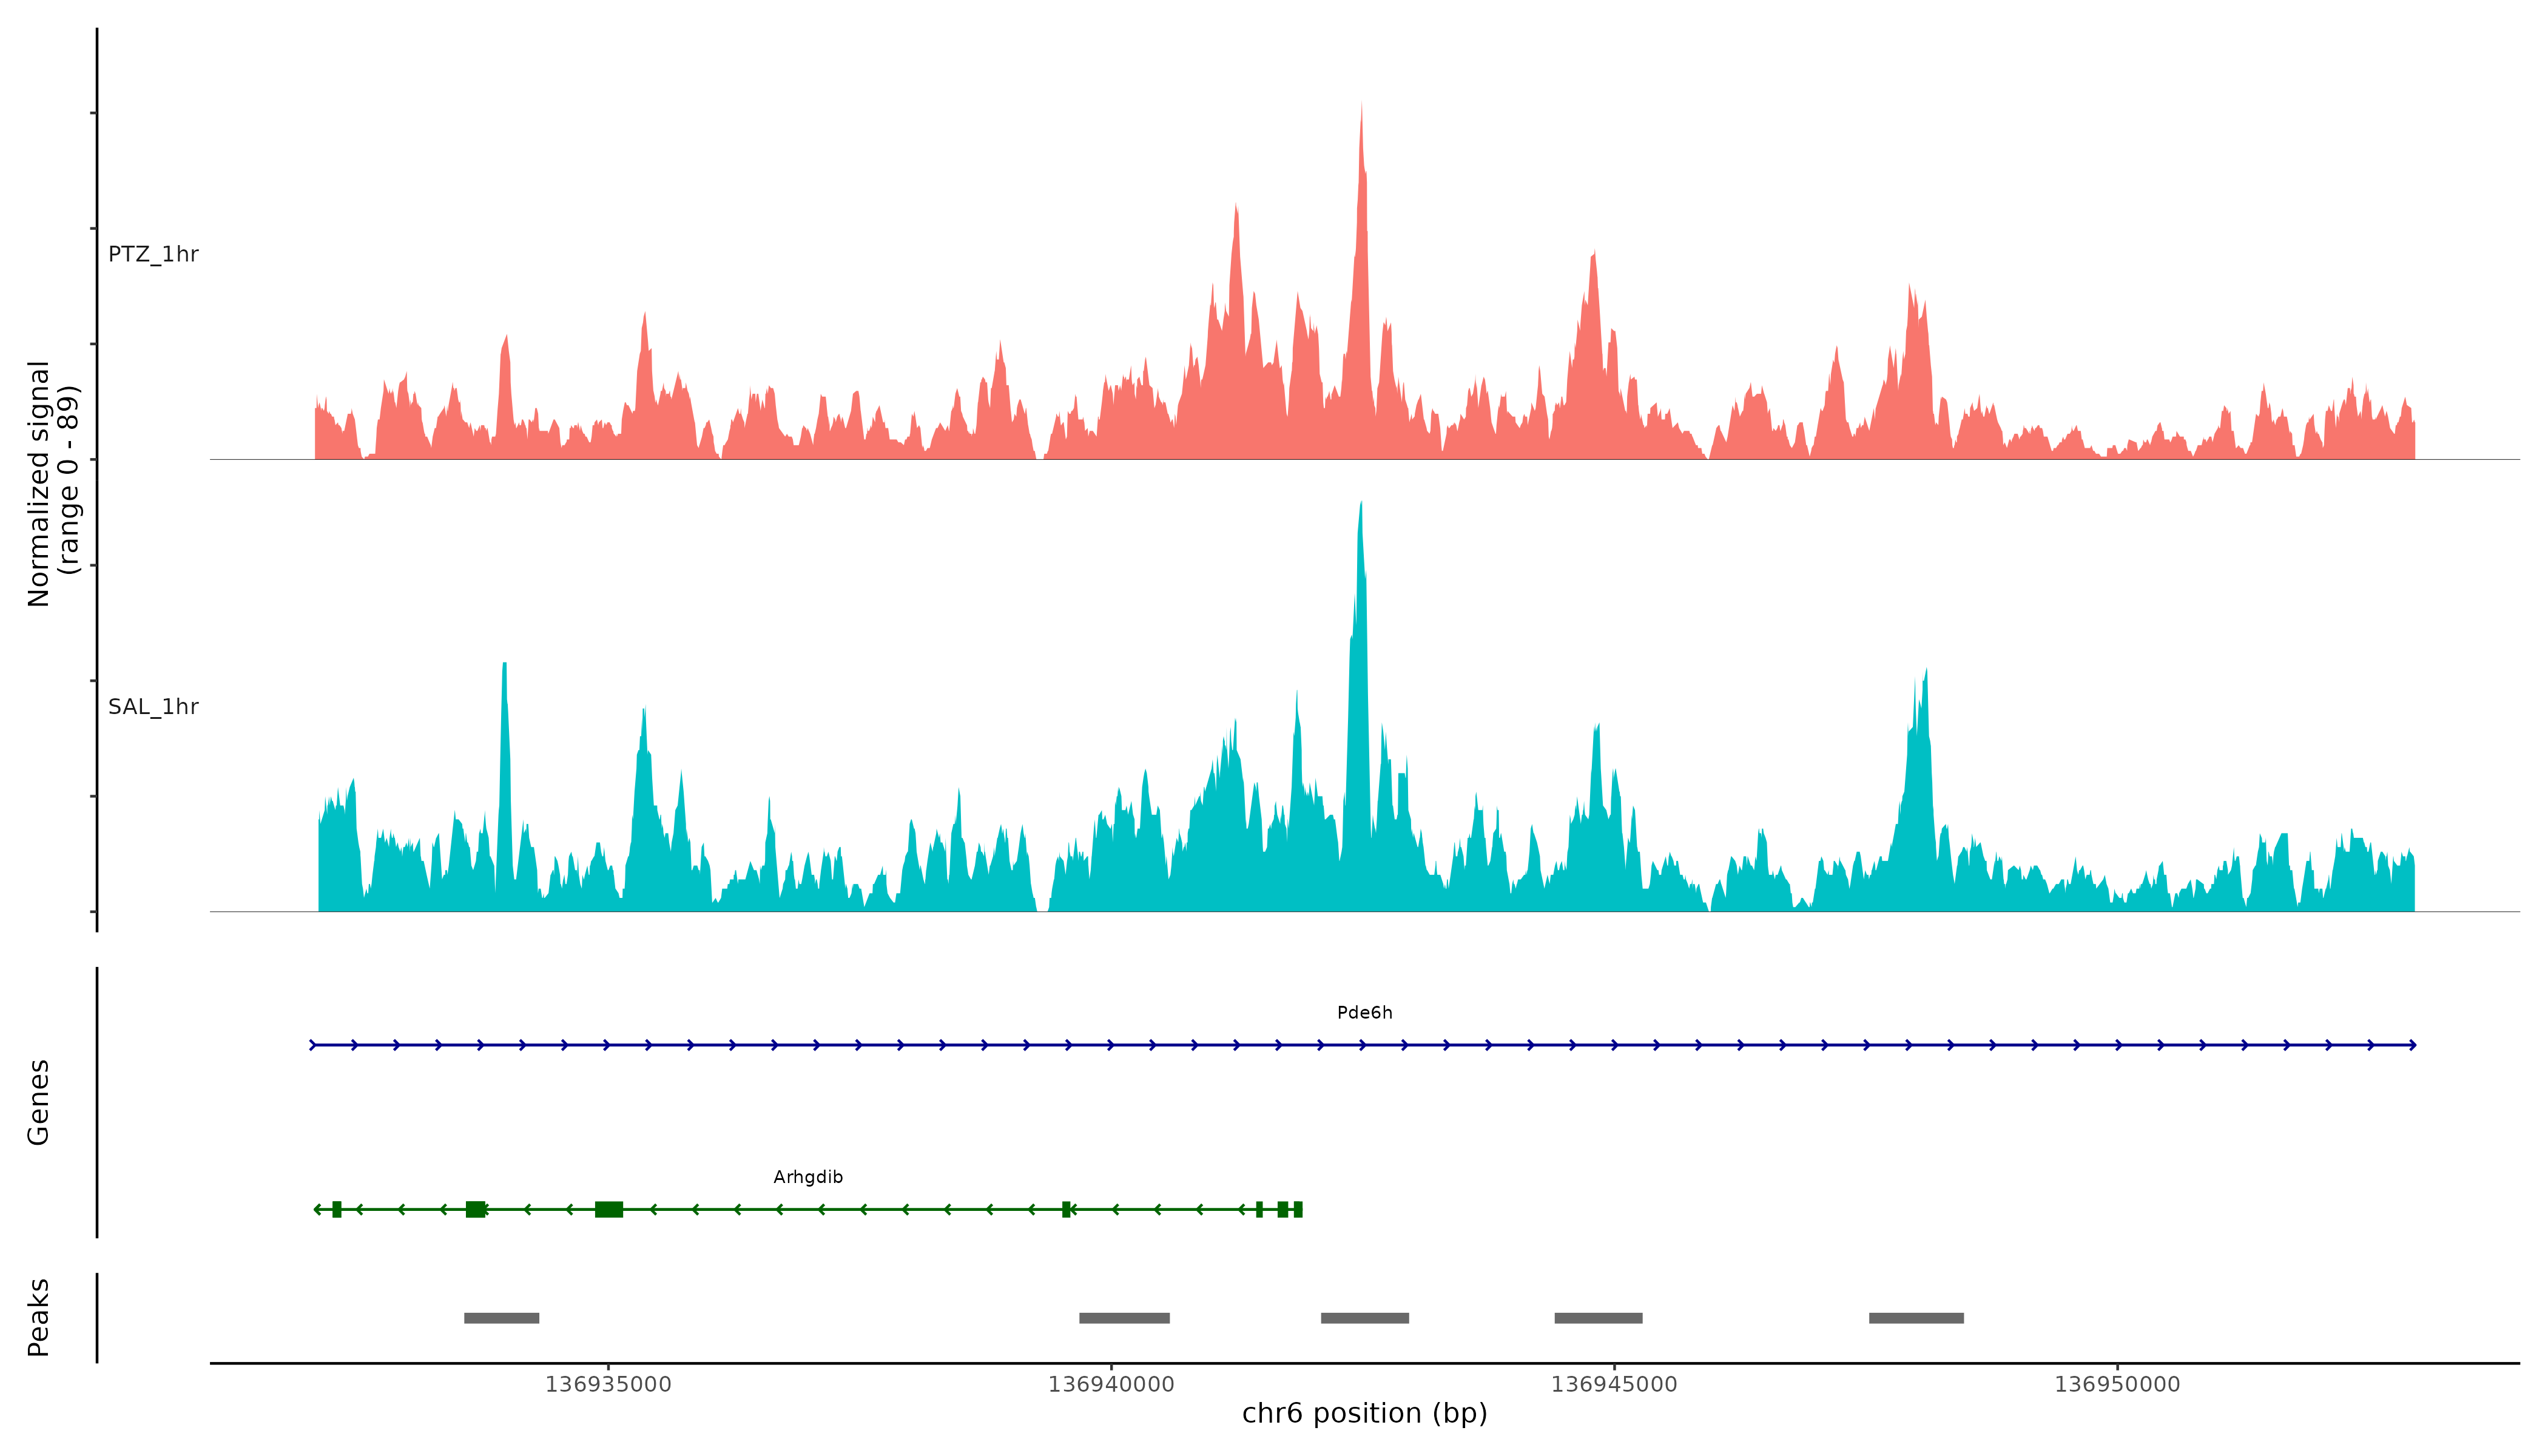 PTZ_1hr
SAL_1hr
Normalized signal
(range 0 - 89)
Pde6h
Genes
Arhgdib
Peaks
136935000
136940000
136945000
136950000
chr6 position (bp)